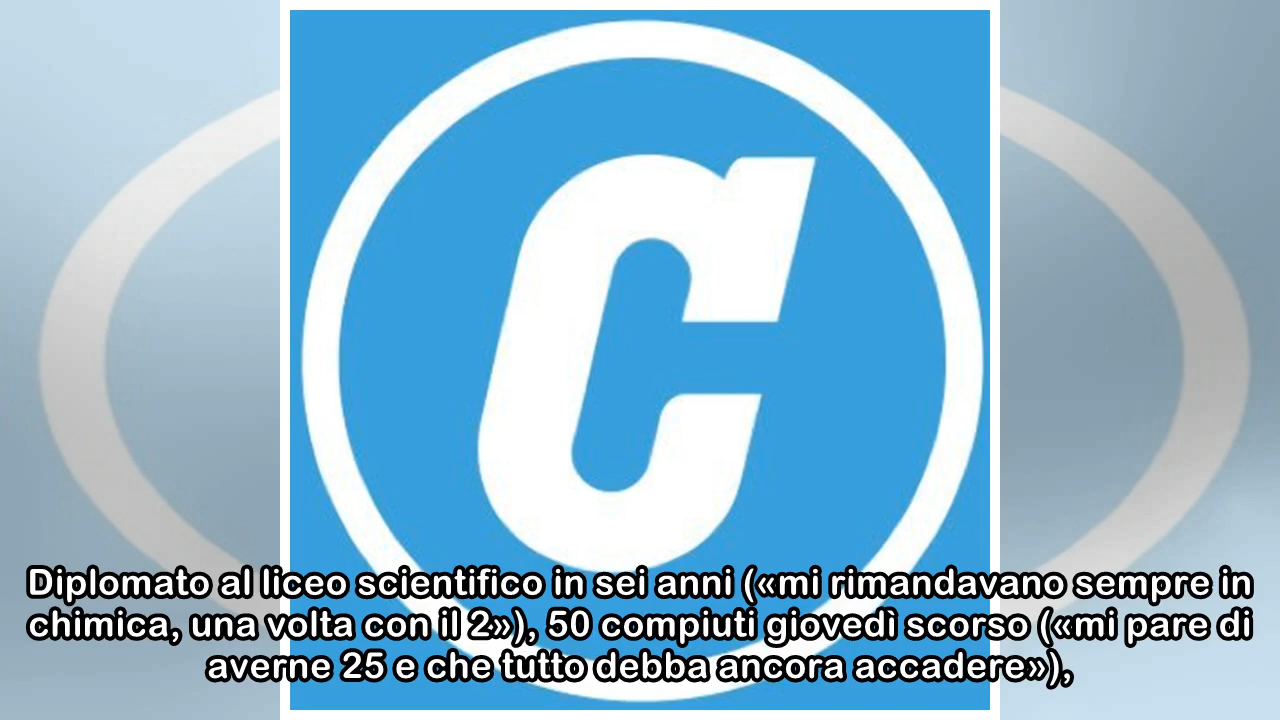 C
Diplomato al liceo scientifico in sei anni («mi rimandavano sempre in
chimica, una volta con il 2»), 50 compiuti giovedì scorso («mi pare di
averne 25 e che tutto debba ancora accadere»),